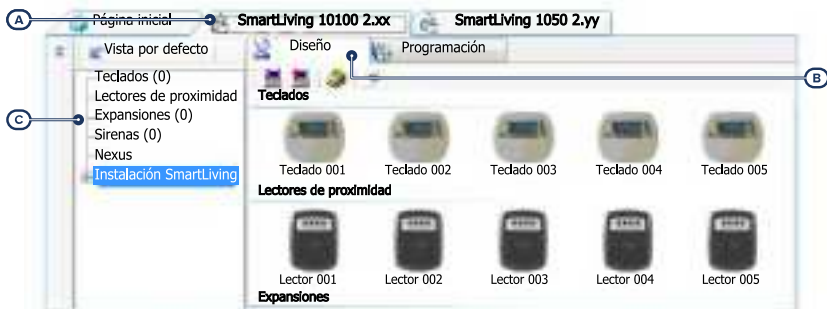 A
Página inicial
SmartLiving 10100 2.xx
SmartLiving 1050 2.yy
Vista por defecto
Diseño
Programación
B
Teclados (0)
Lectores de proximidad
C
Expansiones (0)
Sirenas (0)
Nexus
Instalación SmartLiving
Teclados
Teclado 001
Teclado 002
Teclado 003
Teclado 004
Teclado 005
Lectores de proximidad
Lector 001
Lector 002
Lector 003
Lector 004
Lector 005
Expansiones